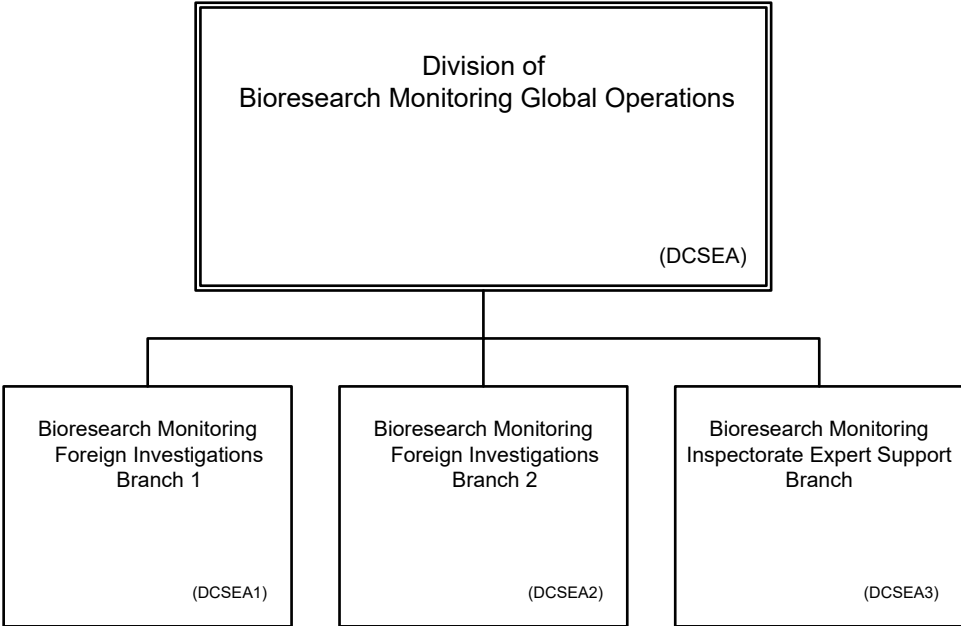 Division of
Bioresearch Monitoring Global Operations
(DCSEA)
Bioresearch Monitoring
Foreign Investigations
Branch 1
(DCSEA1)
Bioresearch Monitoring
Foreign Investigations
Branch 2
(DCSEA2)
Bioresearch Monitoring
Inspectorate Expert Support
Branch
(DCSEA3)